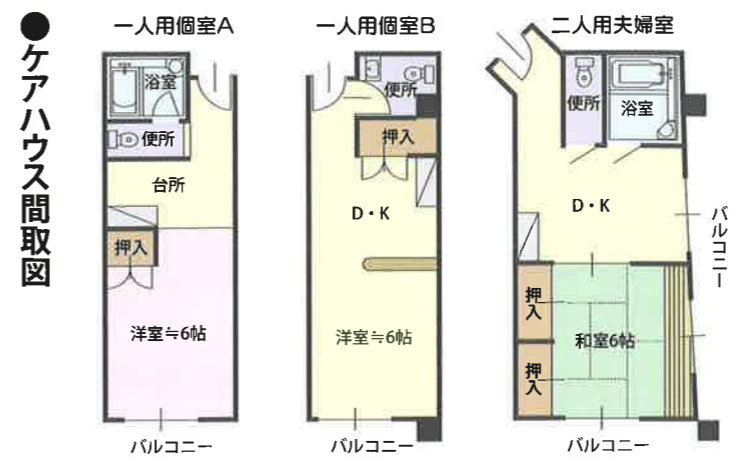 ●ケアハウス間取図
一人用個室A
浴室
便所
台所
押入
洋室≒6帖
バルコニー
一人用個室B
便所
押入
D・K
洋室≒6帖
バルコニー
二人用夫婦室
便所
浴室
D・K
バルコニー
押入
和室6帖
押入
バルコニー